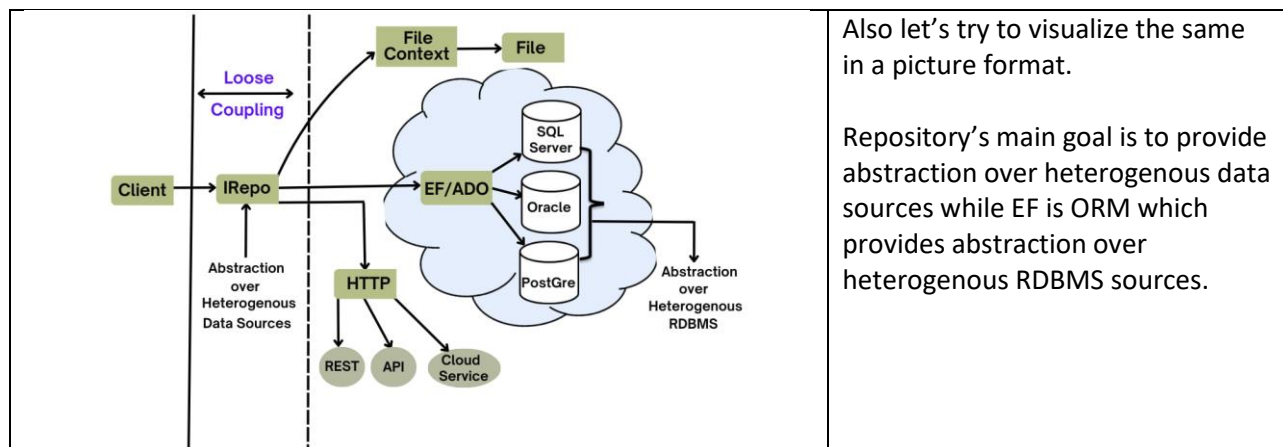 File
Context
File
Loose
Coupling
SQL
Server
Client
IRepo
EF/ADO
Oracle
PostGre
HTTP
Abstraction
over
Heterogenous
Data Sources
Abstraction
over
Heterogenous
RDBMS
REST
API
Cloud
Service
Also let’s try to visualize the same
in a picture format.
Repository’s main goal is to provide
abstraction over heterogenous data
sources while EF is ORM which
provides abstraction over
heterogenous RDBMS sources.